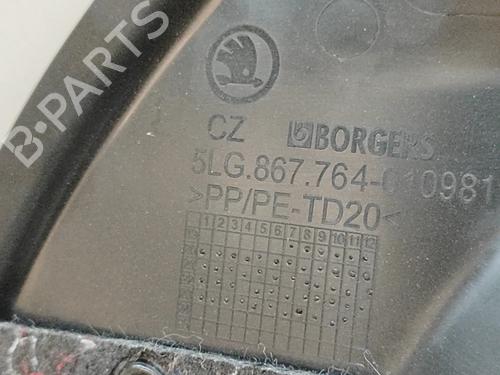 CZ BORGERS
5LG.867.764-010981
>PP/PE-TD20<
1 2 3 4 5 6 7 8 9 10 11 12
B-PARTS